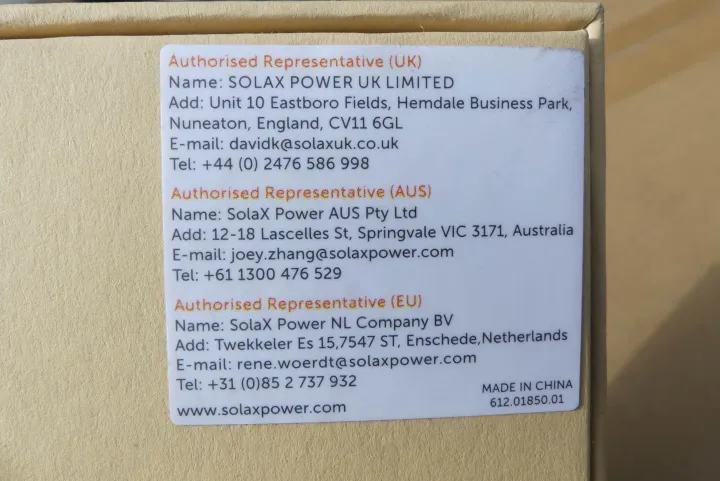 Authorised Representative (UK)
Name: SOLAX POWER UK LIMITED
Add: Unit 10 Eastboro Fields, Hemdale Business Park,
Nuneaton, England, CV11 6GL
E-mail: davidk@solaxuk.co.uk
Tel: +44 (0) 2476 586 998
Authorised Representative (AUS)
Name: SolaX Power AUS Pty Ltd
Add: 12-18 Lascelles St, Springvale VIC 3171, Australia
E-mail: joey.zhang@solaxpower.com
Tel: +61 1300 476 529
Authorised Representative (EU)
Name: SolaX Power NL Company BV
Add: Twekkeler Es 15,7547 ST, Enschede,Netherlands
E-mail: rene.woerdt@solaxpower.com
Tel: +31 (0)85 2 737 932
www.solaxpower.com
MADE IN CHINA
612.01850.01